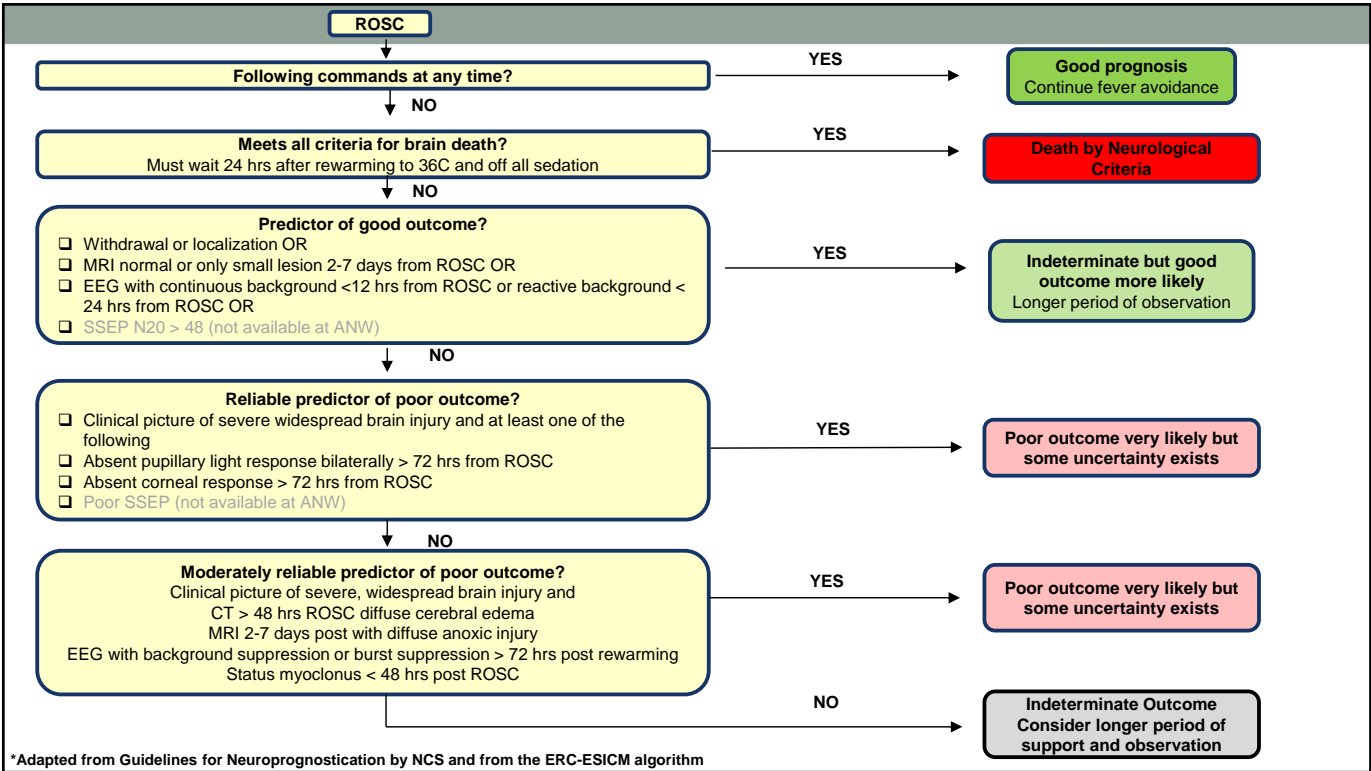 ROSC
Following commands at any time?
YES
Good prognosis
Continue fever avoidance
NO
Meets all criteria for brain death?
Must wait 24 hrs after rewarming to 36C and off all sedation
YES
Death by Neurological
Criteria
NO
Predictor of good outcome?
❑ Withdrawal or localization OR
❑ MRI normal or only small lesion 2-7 days from ROSC OR
❑ EEG with continuous background <12 hrs from ROSC or reactive background <
24 hrs from ROSC OR
❑ SSEP N20 > 48 (not available at ANW)
YES
Indeterminate but good
outcome more likely
Longer period of observation
NO
Reliable predictor of poor outcome?
❑ Clinical picture of severe widespread brain injury and at least one of the
following
❑ Absent pupillary light response bilaterally > 72 hrs from ROSC
❑ Absent corneal response > 72 hrs from ROSC
❑ Poor SSEP (not available at ANW)
YES
Poor outcome very likely but
some uncertainty exists
NO
Moderately reliable predictor of poor outcome?
Clinical picture of severe, widespread brain injury and
CT > 48 hrs ROSC diffuse cerebral edema
MRI 2-7 days post with diffuse anoxic injury
EEG with background suppression or burst suppression > 72 hrs post rewarming
Status myoclonus < 48 hrs post ROSC
YES
Poor outcome very likely but
some uncertainty exists
NO
Indeterminate Outcome
Consider longer period of
support and observation
*Adapted from Guidelines for Neuroprognostication by NCS and from the ERC-ESICM algorithm